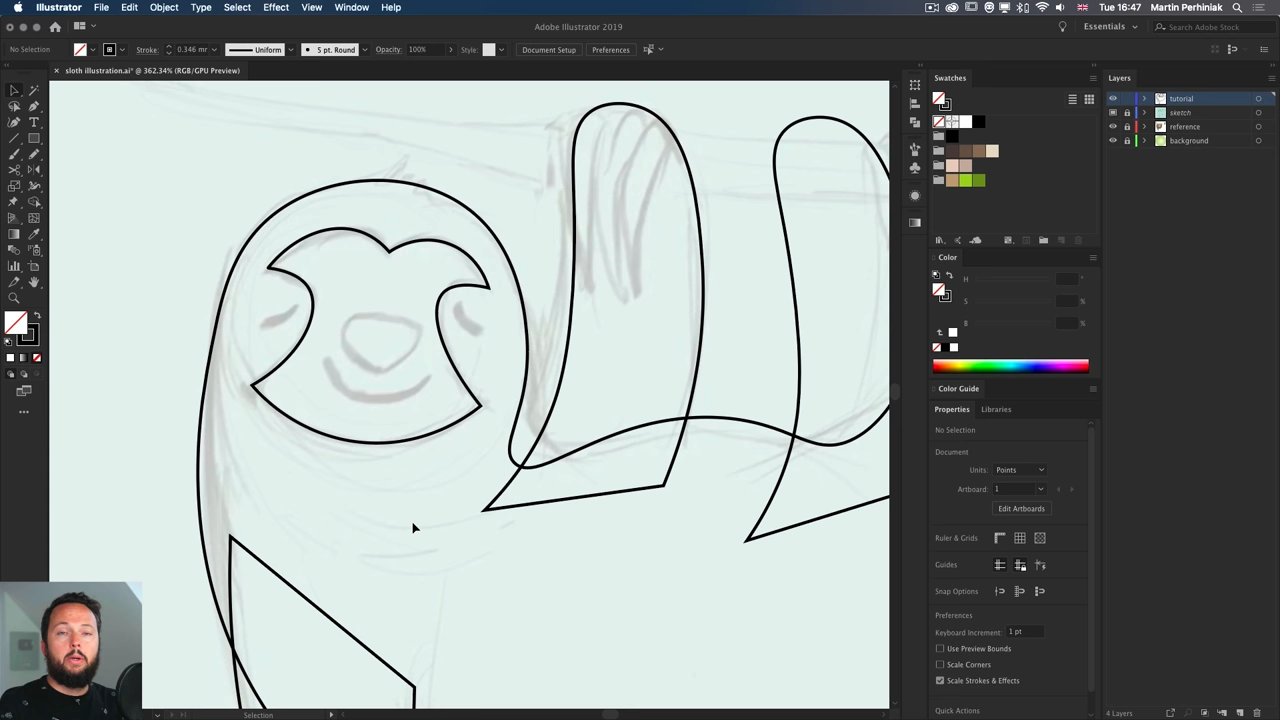 Illustrator File Edit Object Type Select Effect View Window Help
Tue 16:47 Martin Perhiniak
Adobe Illustrator 2019
Essentials
Search Adobe Stock
No Selection
Stroke: 0.346 mr
Uniform
5 pt. Round
Opacity: 100%
Style:
Document Setup
Preferences
sloth illustration.ai* @ 362.34% (RGB/GPU Preview)
Swatches
Layers
tutorial
sketch
reference
background
Color
H °
S %
B %
Color Guide
Properties Libraries
No Selection
Document
Units: Points
Artboard: 1
Edit Artboards
Ruler & Grids
Guides
Snap Options
Preferences
Keyboard Increment: 1 pt
Use Preview Bounds
Scale Corners
Scale Strokes & Effects
Quick Actions
Selection
4 Layers